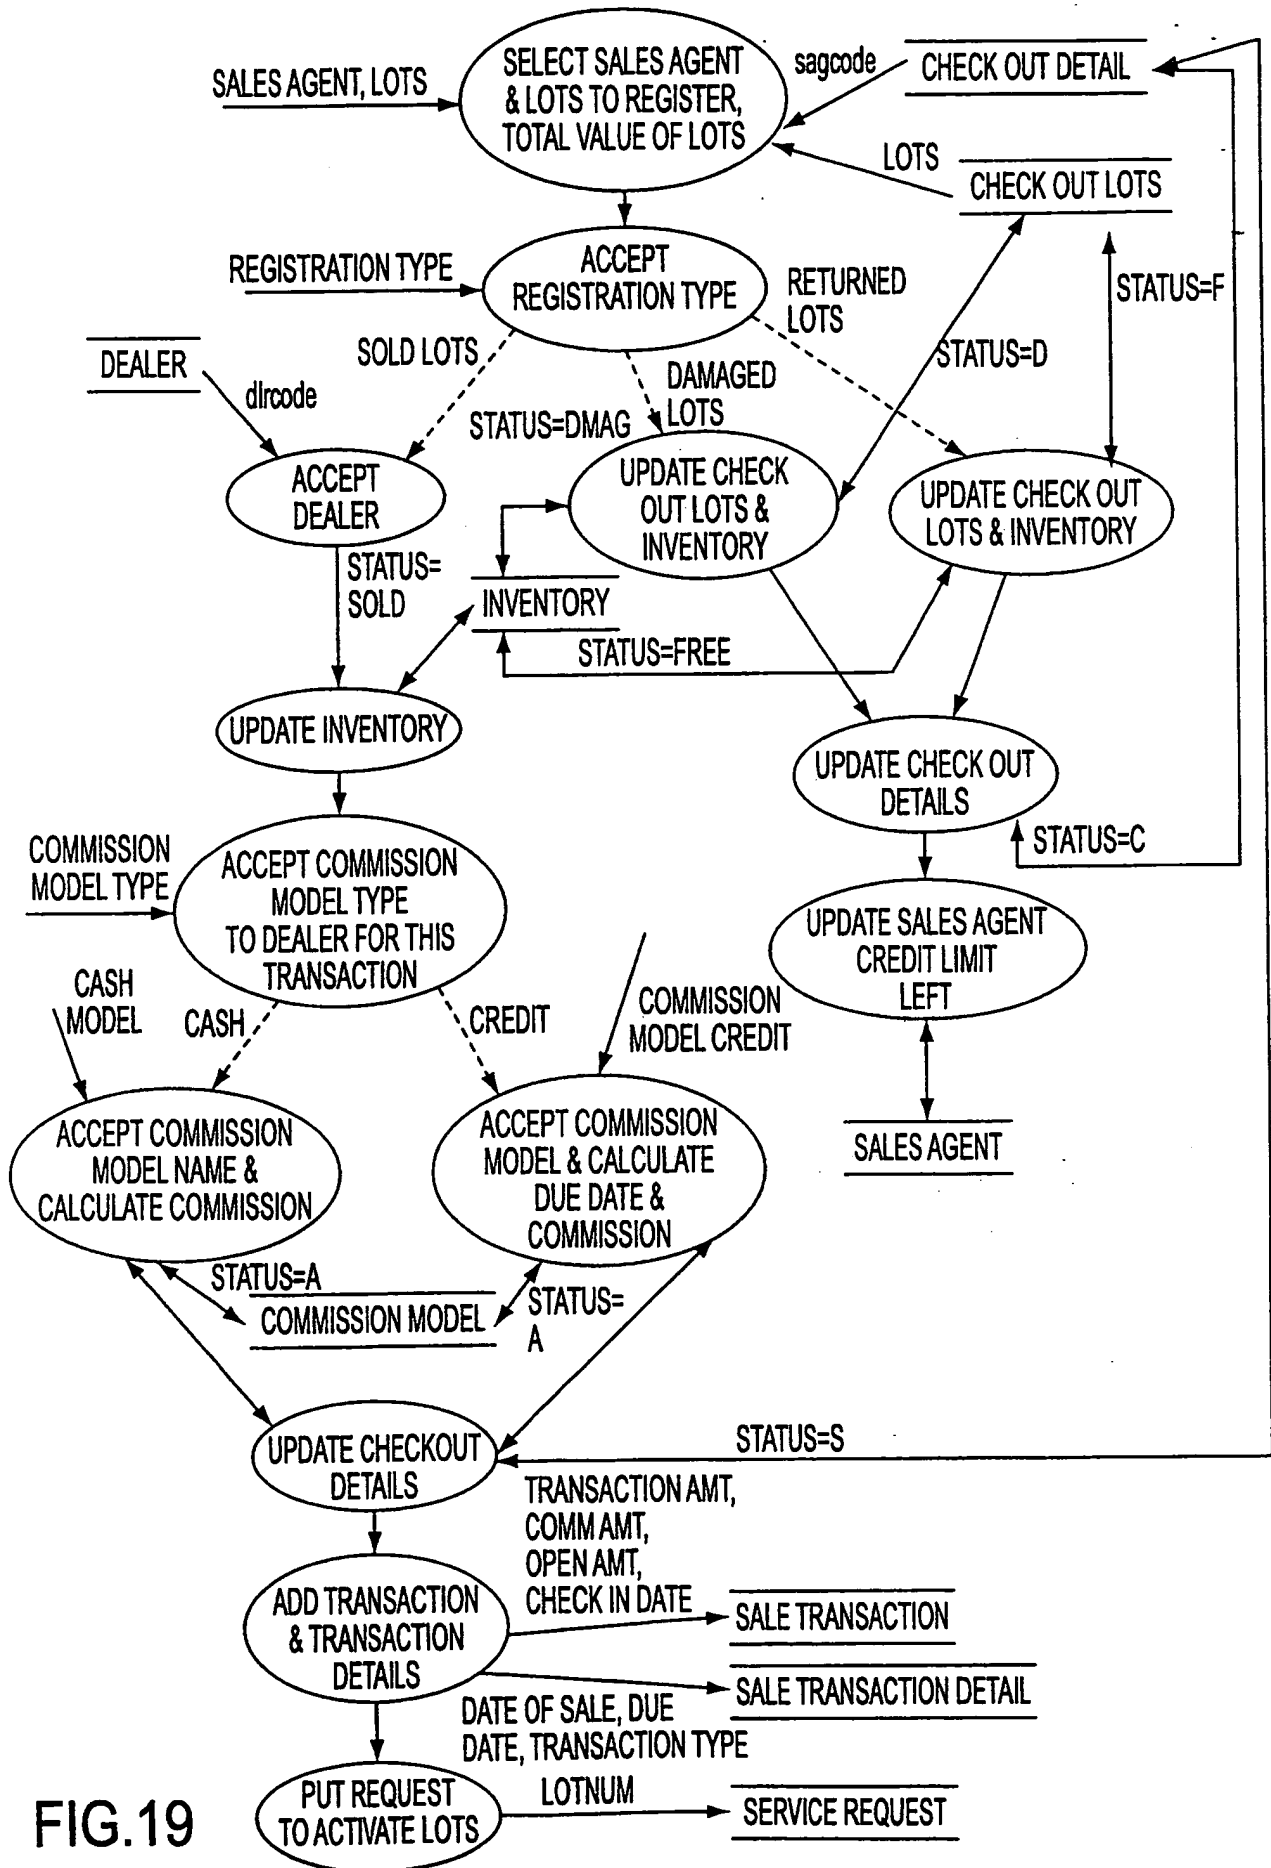 SELECT SALES AGENT
& LOTS TO REGISTER,
TOTAL VALUE OF LOTS
SALES AGENT, LOTS
sagcode
CHECK OUT DETAIL
LOTS
CHECK OUT LOTS
REGISTRATION TYPE
ACCEPT
REGISTRATION TYPE
RETURNED
LOTS
STATUS=F
DEALER
SOLD LOTS
STATUS=D
dlrcode
DAMAGED
LOTS
STATUS=DMAG
ACCEPT
DEALER
UPDATE CHECK
OUT LOTS &
INVENTORY
UPDATE CHECK OUT
LOTS & INVENTORY
STATUS=
SOLD
INVENTORY
STATUS=FREE
UPDATE INVENTORY
UPDATE CHECK OUT
DETAILS
STATUS=C
COMMISSION
MODEL TYPE
ACCEPT COMMISSION
MODEL TYPE
TO DEALER FOR THIS
TRANSACTION
UPDATE SALES AGENT
CREDIT LIMIT
LEFT
CASH
MODEL
CASH
CREDIT
COMMISSION
MODEL CREDIT
ACCEPT COMMISSION
MODEL NAME &
CALCULATE COMMISSION
ACCEPT COMMISSION
MODEL & CALCULATE
DUE DATE &
COMMISSION
SALES AGENT
STATUS=A
COMMISSION MODEL
STATUS=
A
UPDATE CHECKOUT
DETAILS
STATUS=S
TRANSACTION AMT,
COMM AMT,
OPEN AMT,
CHECK IN DATE
ADD TRANSACTION
& TRANSACTION
DETAILS
SALE TRANSACTION
SALE TRANSACTION DETAIL
DATE OF SALE, DUE
DATE, TRANSACTION TYPE
PUT REQUEST
TO ACTIVATE LOTS
LOTNUM
SERVICE REQUEST
FIG.19